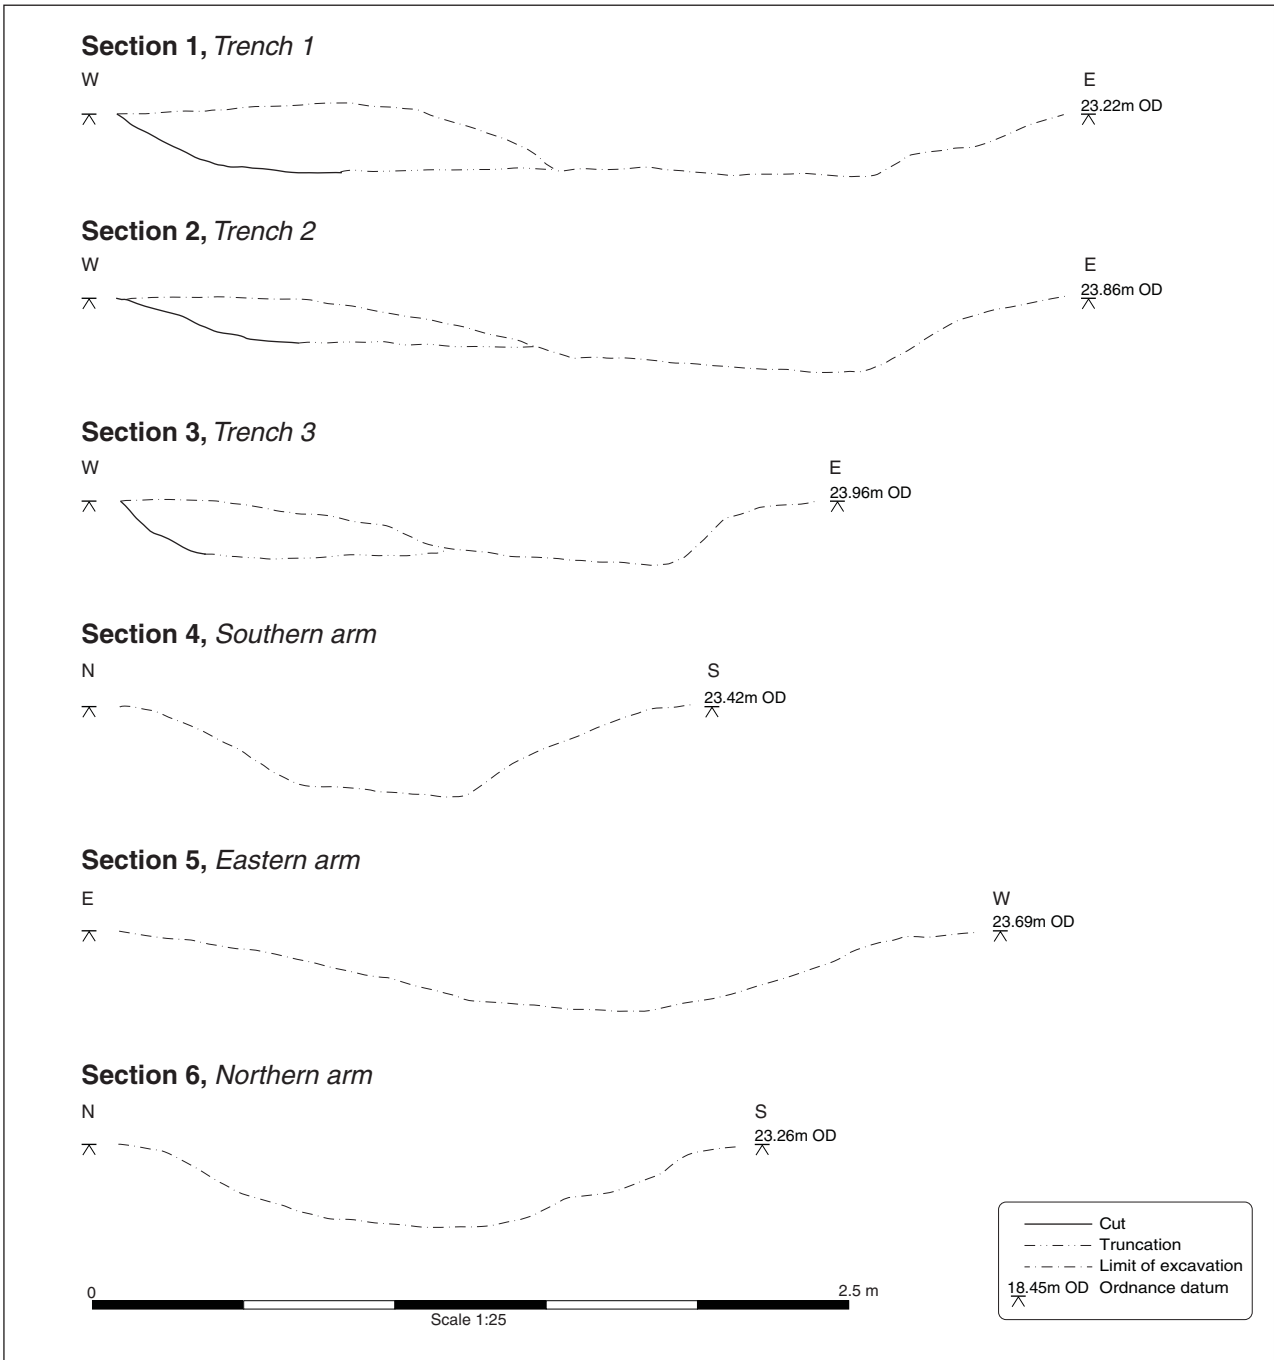 Section 1, Trench 1
W E
23.22m OD
Section 2, Trench 2
W E
23.86m OD
Section 3, Trench 3
W E
23.96m OD
Section 4, Southern arm
N S
23.42m OD
Section 5, Eastern arm
E W
23.69m OD
Section 6, Northern arm
N S
23.26m OD
0 2.5 m
Scale 1:25
Cut
Truncation
Limit of excavation
18.45m OD Ordnance datum